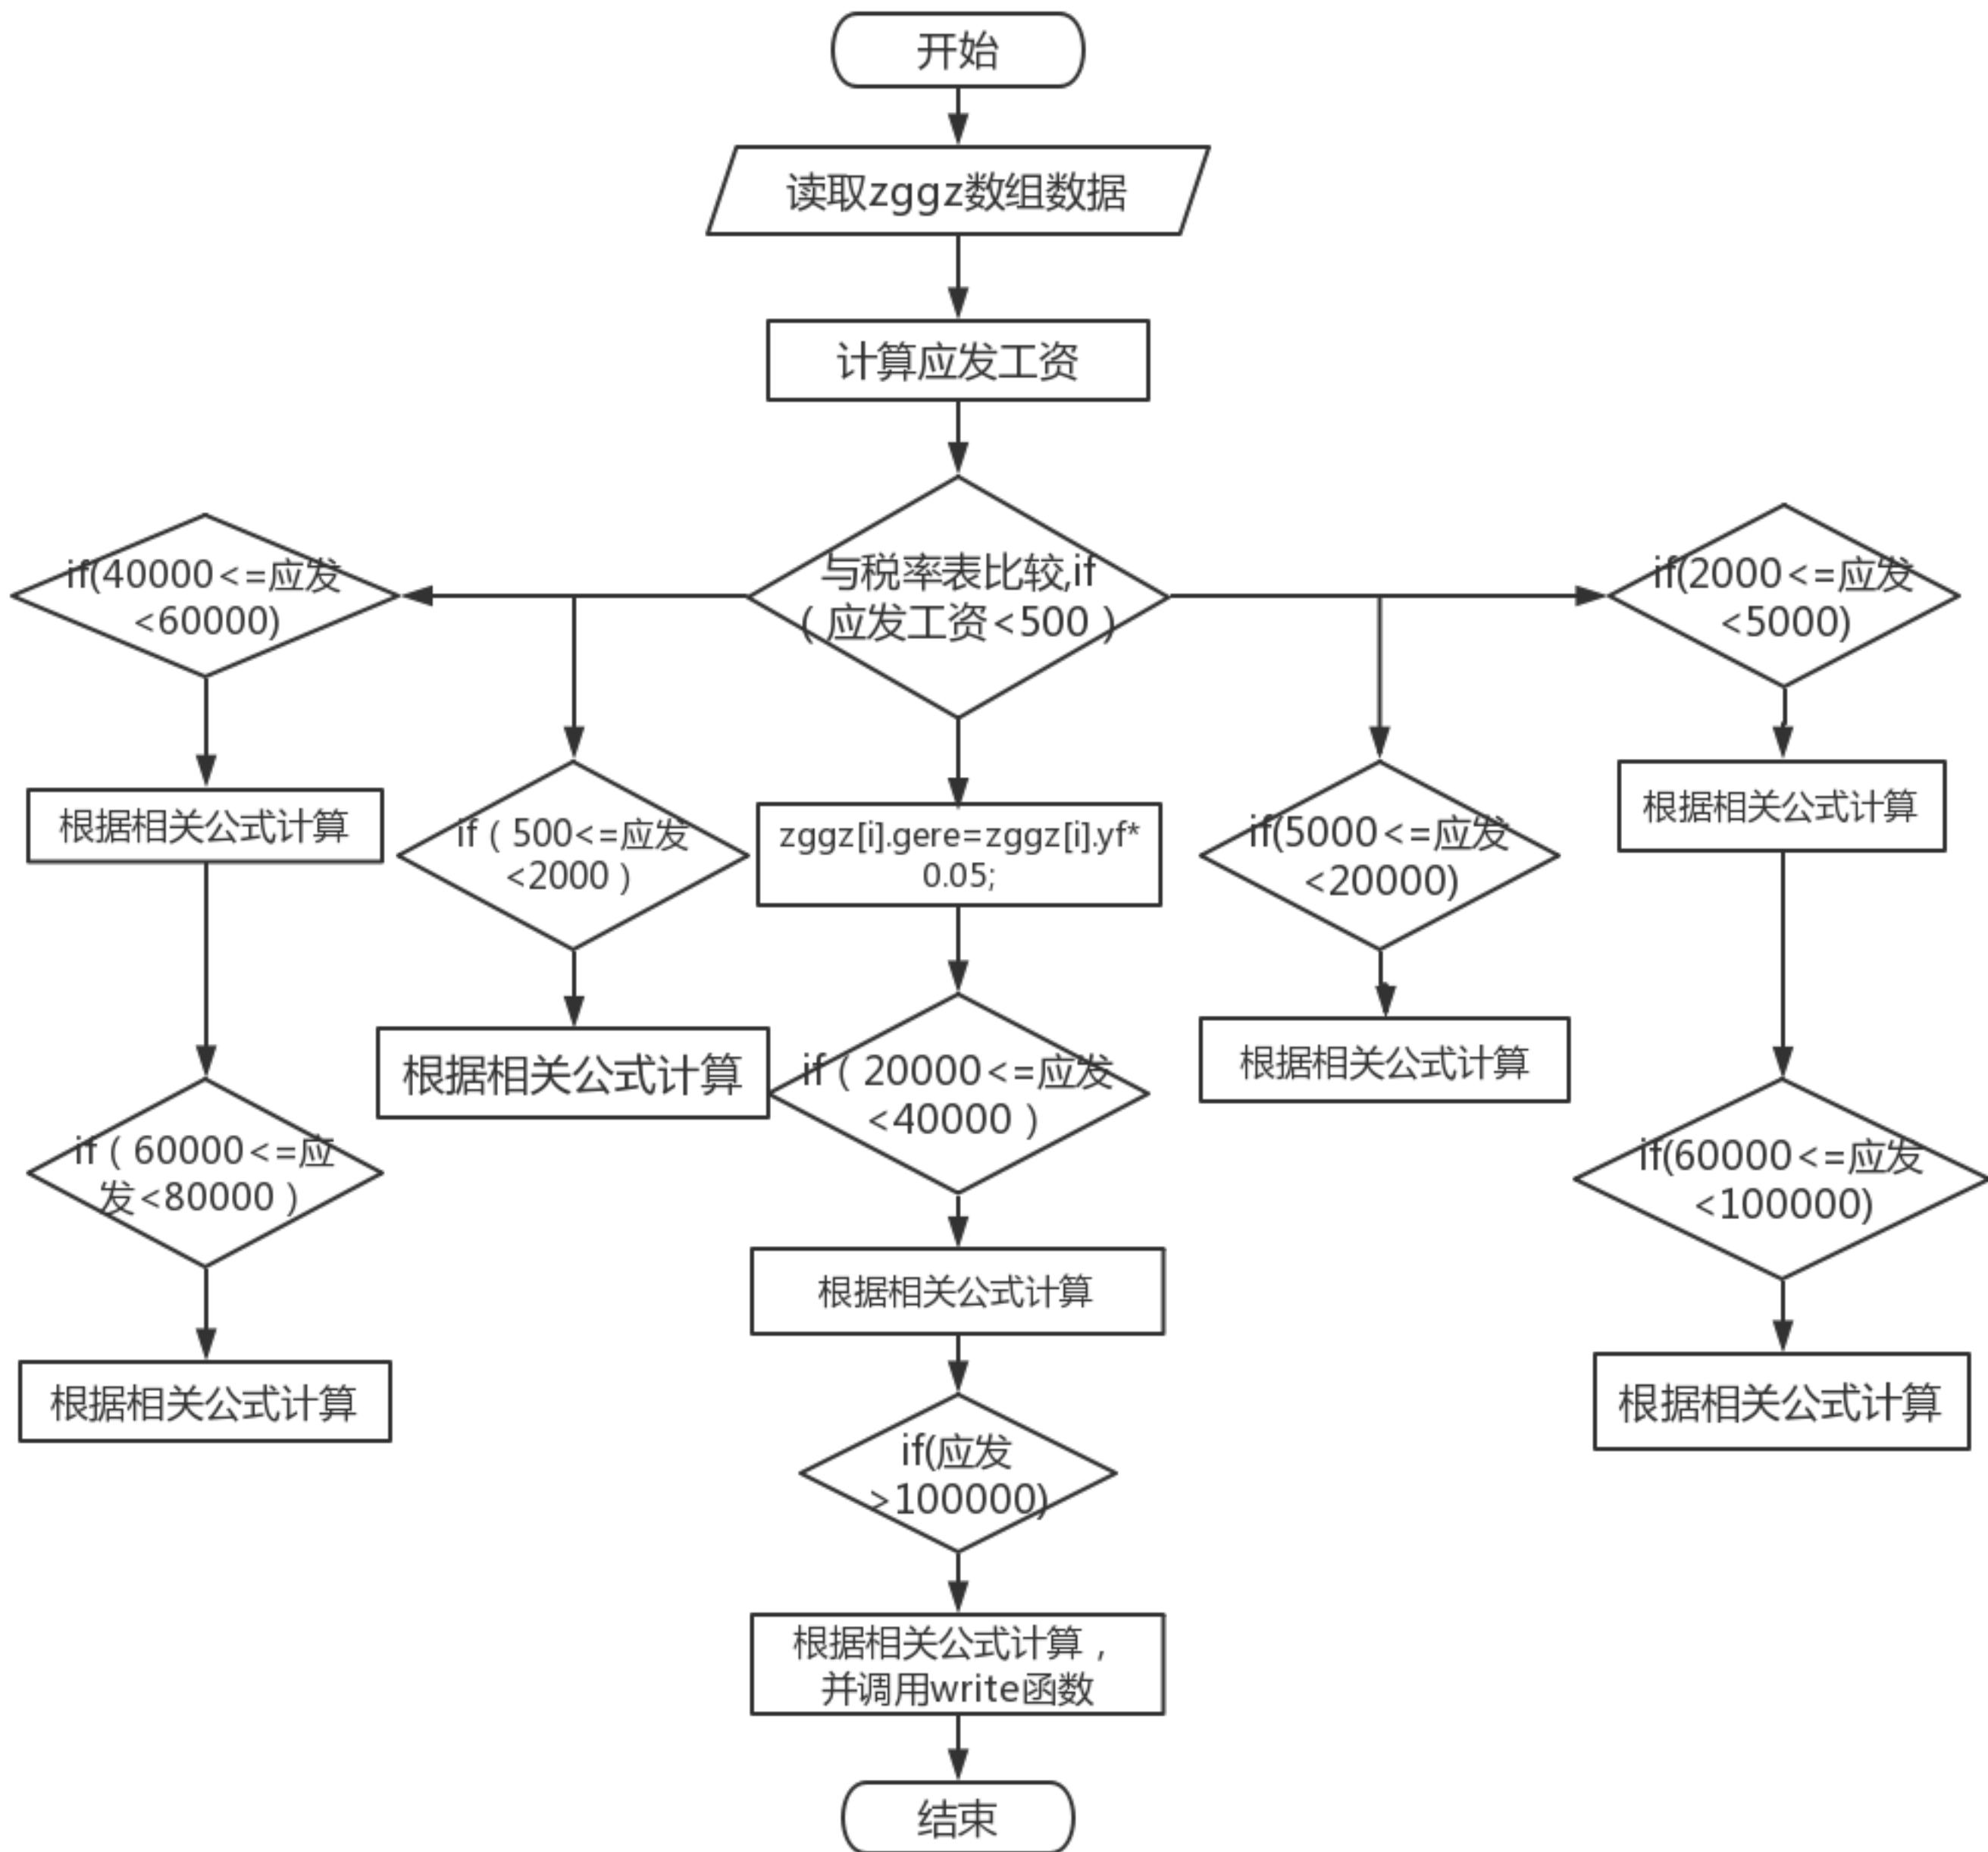 开始
读取zggz数组数据
计算应发工资
与税率表比较,if
（应发工资<500）
if(40000<=应发
<60000)
if(2000<=应发
<5000)
根据相关公式计算
if（500<=应发
<2000）
zggz[i].gere=zggz[i].yf*
0.05;
if(5000<=应发
<20000)
根据相关公式计算
根据相关公式计算
if（20000<=应发
<40000）
根据相关公式计算
if（60000<=应
发<80000）
if(60000<=应发
<100000)
根据相关公式计算
根据相关公式计算
根据相关公式计算
if(应发
>100000)
根据相关公式计算，
并调用write函数
结束